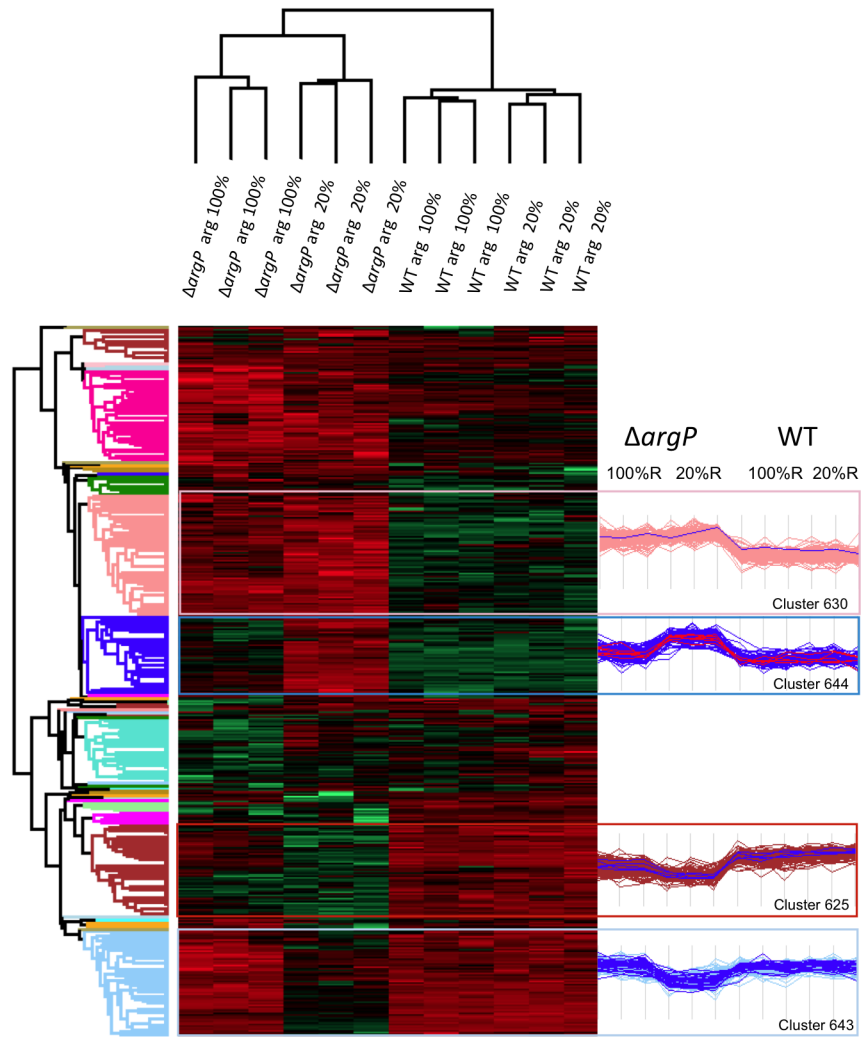 ΔargP arg 100%
ΔargP arg 100%
ΔargP arg 100%
ΔargP arg 20%
ΔargP arg 20%
ΔargP arg 20%
WT arg 100%
WT arg 100%
WT arg 100%
WT arg 20%
WT arg 20%
WT arg 20%
ΔargP WT
100%R 20%R 100%R 20%R
Cluster 630
Cluster 644
Cluster 625
Cluster 643